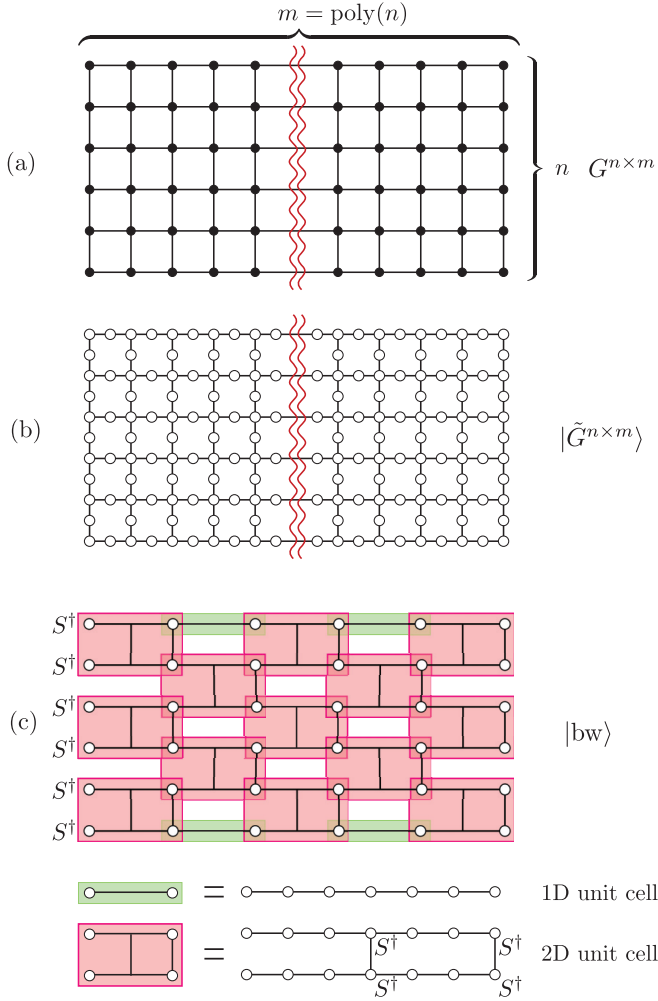 m = poly(n)
(a)
n G^{n×m}
(b)
|G̃^{n×m}⟩
S†
S†
S†
(c)
|bw⟩
S†
S†
S†
= 1D unit cell
= S† S† 2D unit cell
S† S†